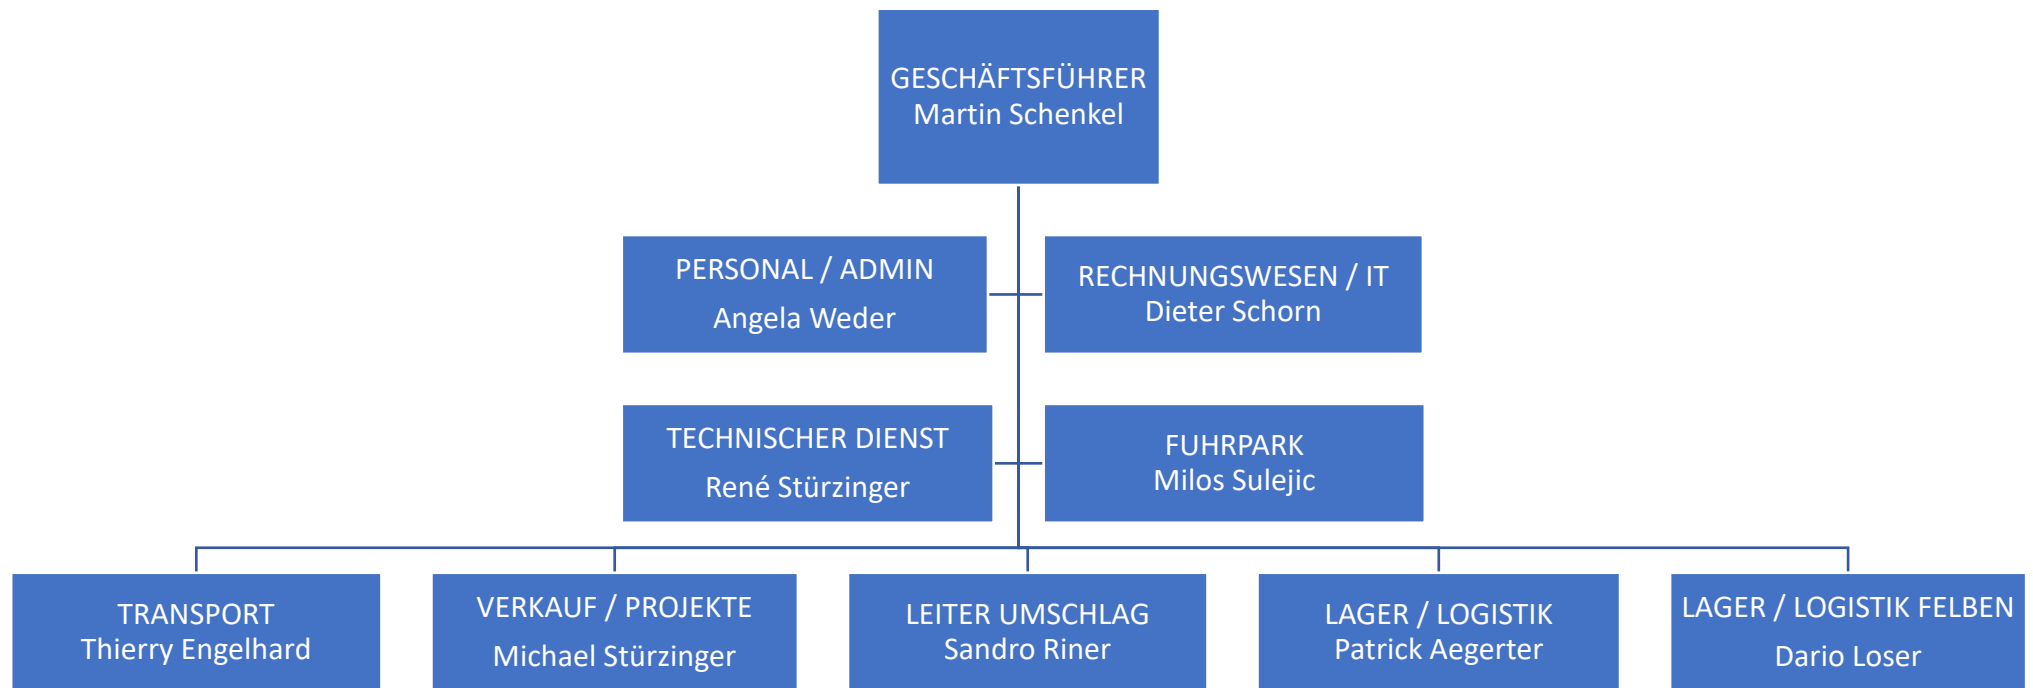 GESCHÄFTSFÜHRER
Martin Schenkel
PERSONAL / ADMIN
Angela Weder
RECHNUNGSWESEN / IT
Dieter Schorn
TECHNISCHER DIENST
René Stürzinger
FUHRPARK
Milos Sulejic
TRANSPORT
Thierry Engelhard
VERKAUF / PROJEKTE
Michael Stürzinger
LEITER UMSCHLAG
Sandro Riner
LAGER / LOGISTIK
Patrick Aegerter
LAGER / LOGISTIK FELBEN
Dario Loser